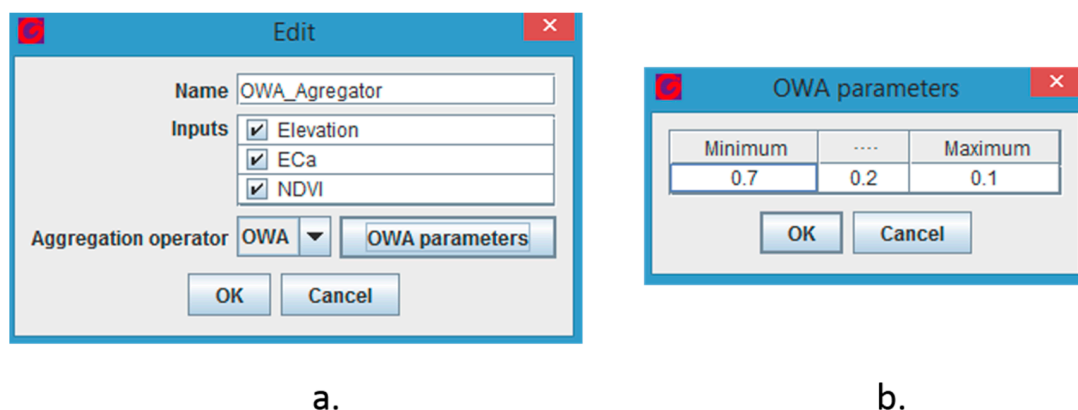 Edit
Name OWA_Agregator
Inputs Elevation
ECa
NDVI
Aggregation operator OWA OWA parameters
OK Cancel
a.
OWA parameters
Minimum ---- Maximum
0.7 0.2 0.1
OK Cancel
b.